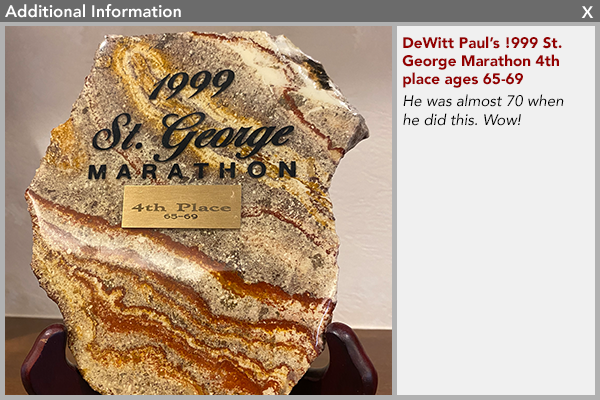 Additional Information X
1999
St. George
MARATHON
4th Place
65-69
DeWitt Paul's !999 St.
George Marathon 4th
place ages 65-69
He was almost 70 when
he did this. Wow!